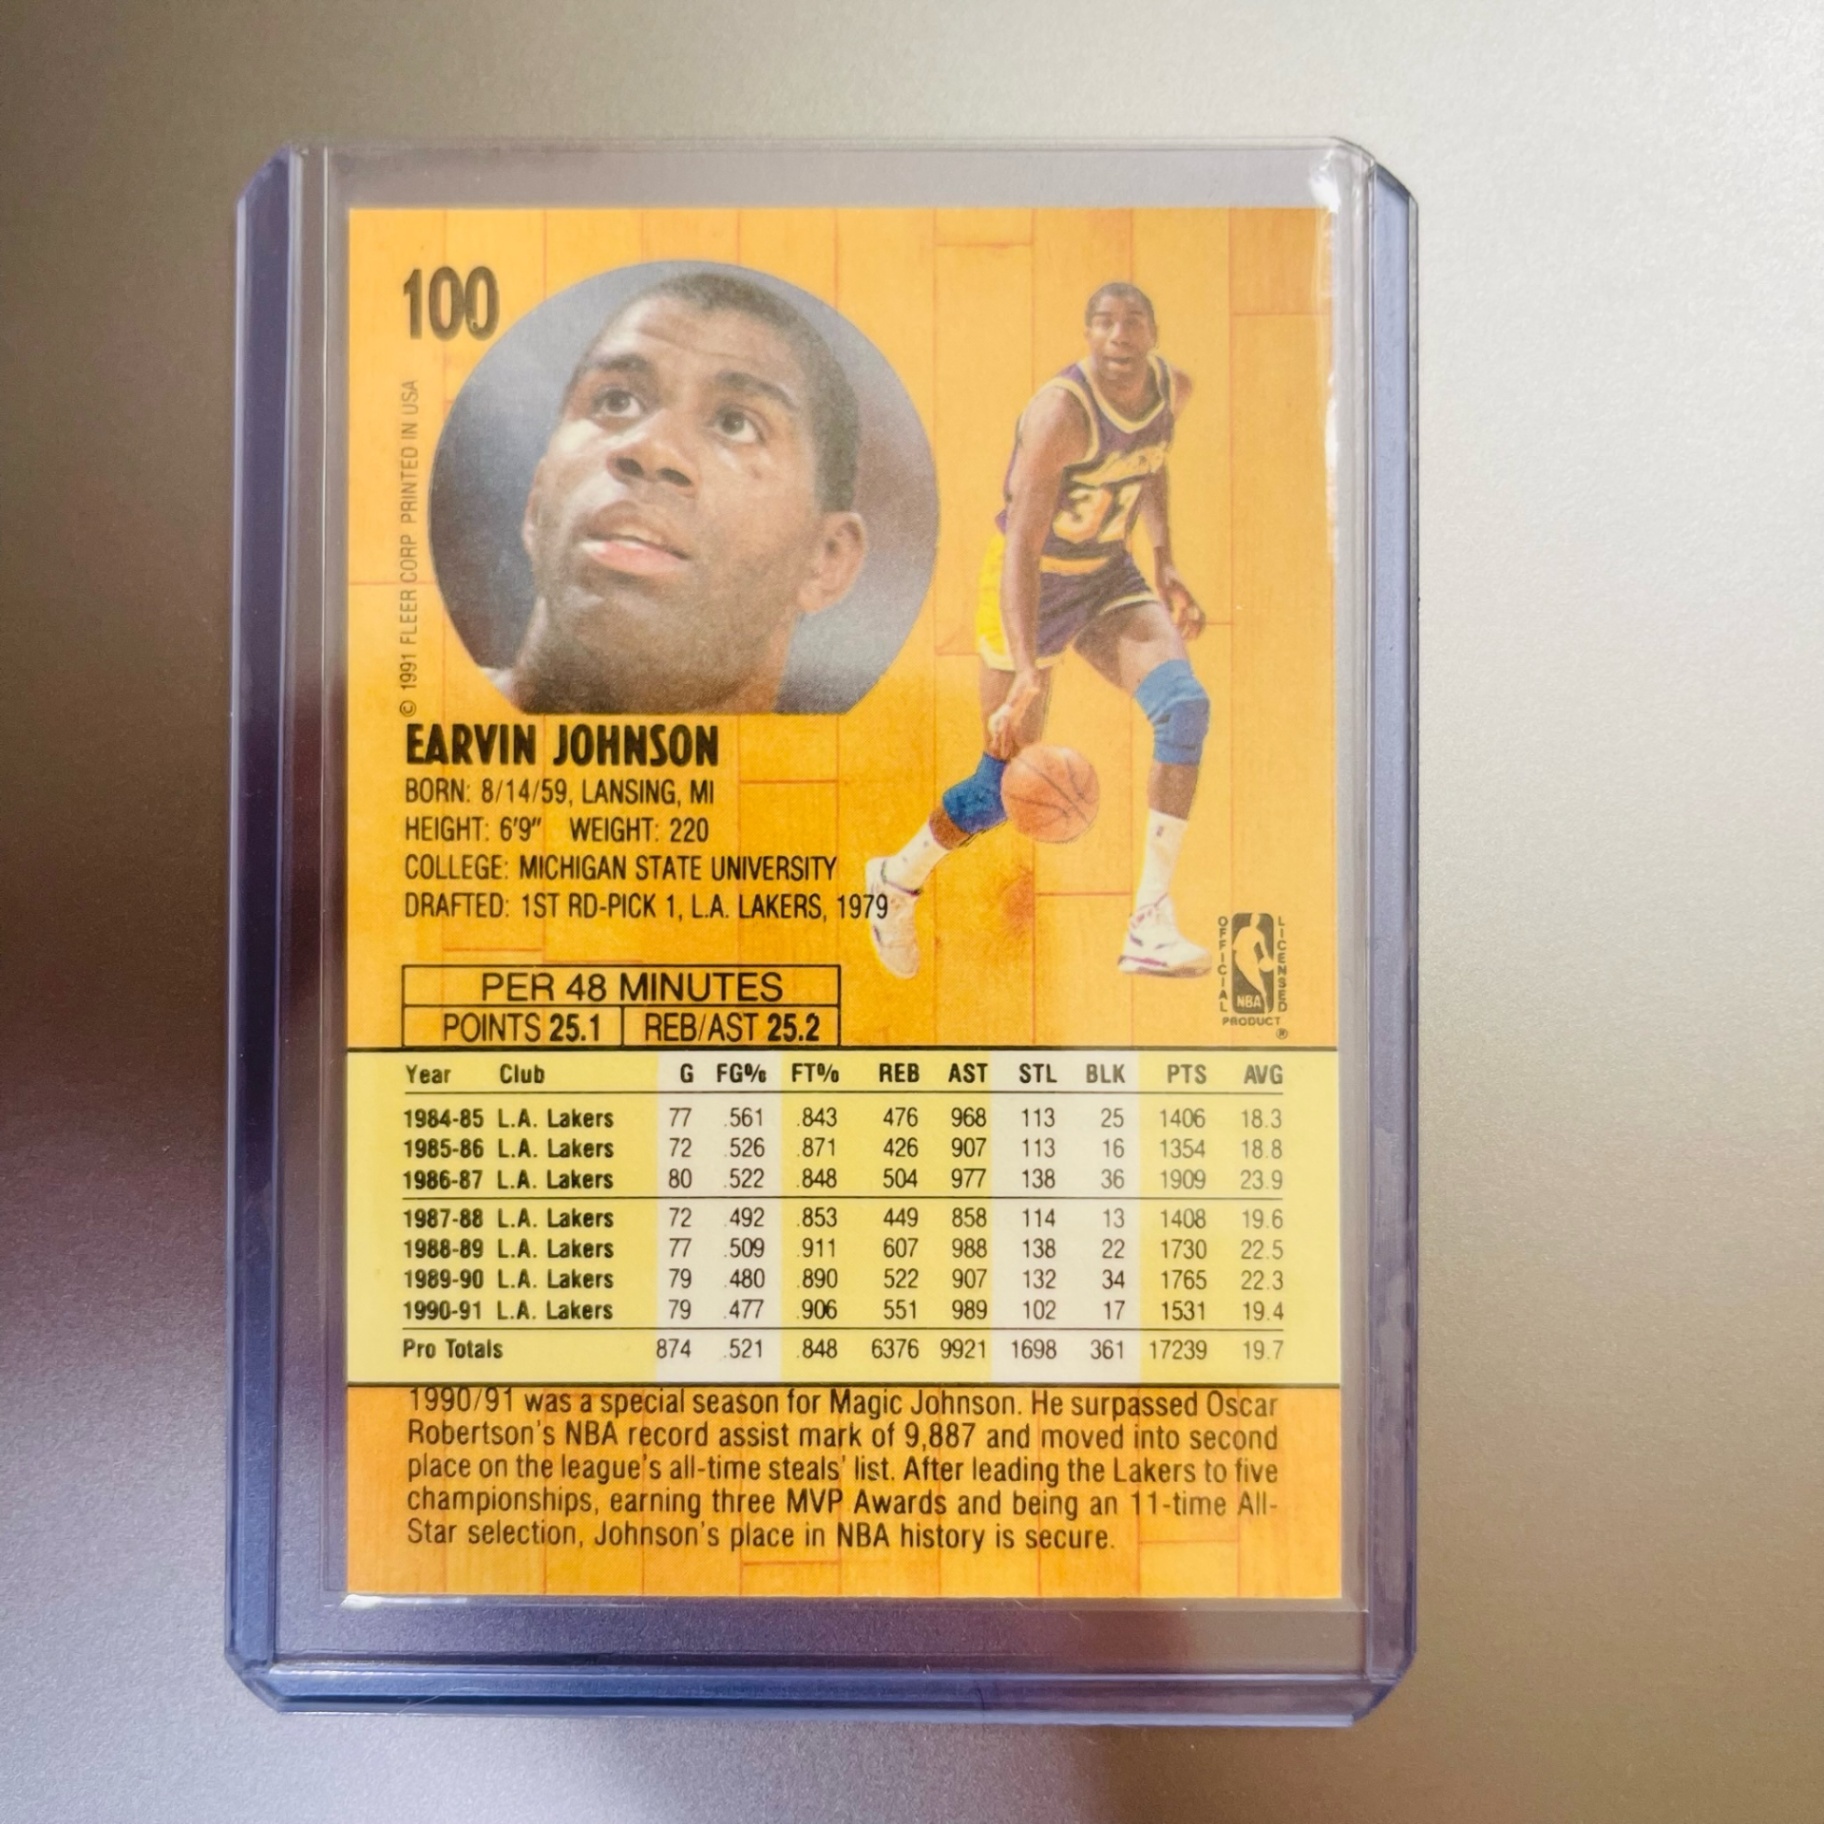 100
© 1991 FLEER CORP PRINTED IN USA
LAKERS
32
EARVIN JOHNSON
BORN: 8/14/59, LANSING, MI
HEIGHT: 6'9" WEIGHT: 220
COLLEGE: MICHIGAN STATE UNIVERSITY
DRAFTED: 1ST RD-PICK 1, L.A. LAKERS, 1979
OFFICIAL LICENSED
NBA
PRODUCT
®
PER 48 MINUTES
POINTS 25.1 REB/AST 25.2
Year Club G FG% FT% REB AST STL BLK PTS AVG
1984-85 L.A. Lakers 77 .561 .843 476 968 113 25 1406 18.3
1985-86 L.A. Lakers 72 .526 .871 426 907 113 16 1354 18.8
1986-87 L.A. Lakers 80 .522 .848 504 977 138 36 1909 23.9
1987-88 L.A. Lakers 72 .492 .853 449 858 114 13 1408 19.6
1988-89 L.A. Lakers 77 .509 .911 607 988 138 22 1730 22.5
1989-90 L.A. Lakers 79 .480 .890 522 907 132 34 1765 22.3
1990-91 L.A. Lakers 79 .477 .906 551 989 102 17 1531 19.4
Pro Totals 874 .521 .848 6376 9921 1698 361 17239 19.7
1990/91 was a special season for Magic Johnson. He surpassed Oscar
Robertson's NBA record assist mark of 9,887 and moved into second
place on the league's all-time steals' list. After leading the Lakers to five
championships, earning three MVP Awards and being an 11-time All-
Star selection, Johnson's place in NBA history is secure.